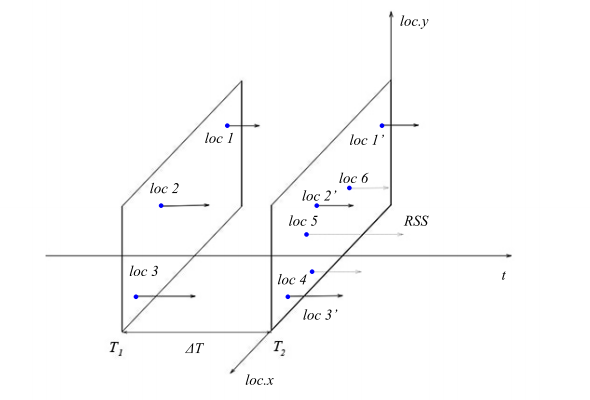 loc.y
loc 1
loc 1’
loc 2
loc 6
loc 2’
loc 5
RSS
loc 3
loc 4
t
loc 3’
T1
ΔT
T2
loc.x